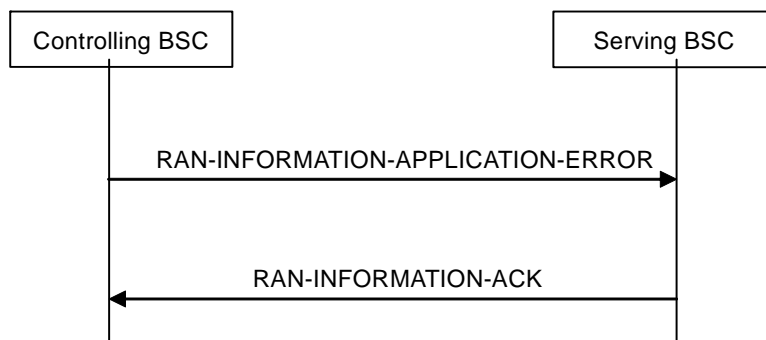 Controlling BSC
Serving BSC
RAN-INFORMATION-APPLICATION-ERROR
RAN-INFORMATION-ACK